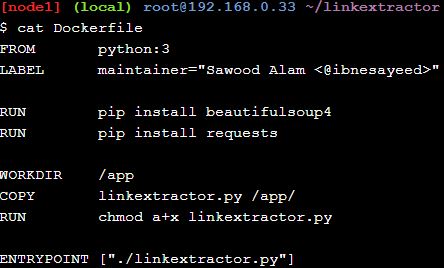 [node1] (local) root@192.168.0.33 ~/linkextractor
$ cat Dockerfile
FROM       python:3
LABEL      maintainer="Sawood Alam <@ibnesayeed>"
RUN        pip install beautifulsoup4
RUN        pip install requests
WORKDIR    /app
COPY       linkextractor.py /app/
RUN        chmod a+x linkextractor.py
ENTRYPOINT ["./linkextractor.py"]